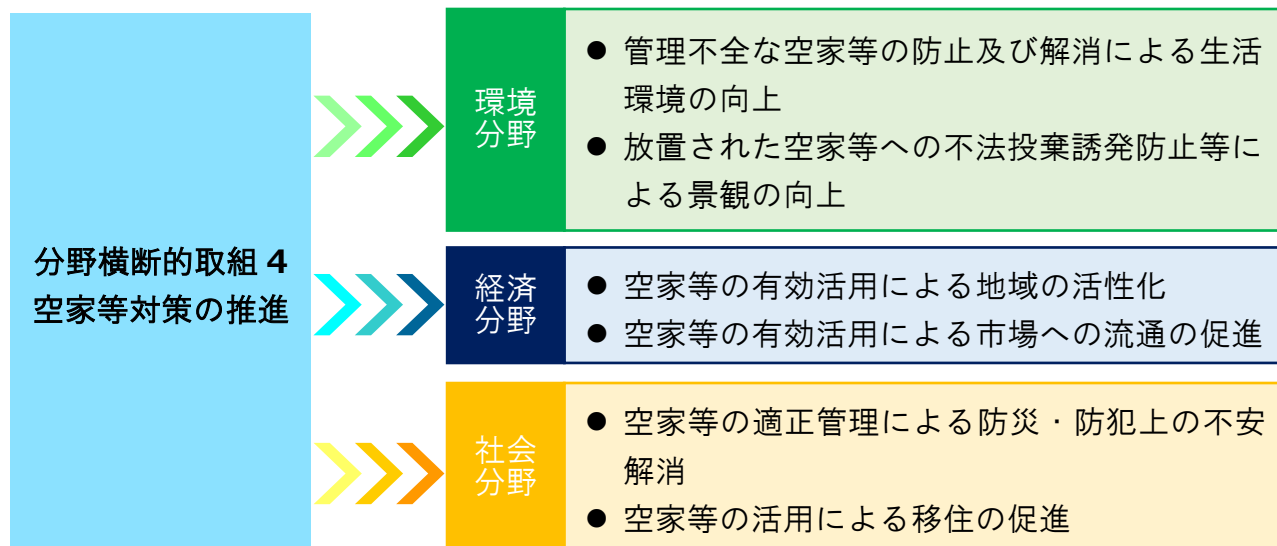 分野横断的取組 4
空家等対策の推進
環境
分野
● 管理不全な空家等の防止及び解消による生活
環境の向上
● 放置された空家等への不法投棄誘発防止等に
よる景観の向上
経済
分野
● 空家等の有効活用による地域の活性化
● 空家等の有効活用による市場への流通の促進
社会
分野
● 空家等の適正管理による防災・防犯上の不安
解消
● 空家等の活用による移住の促進